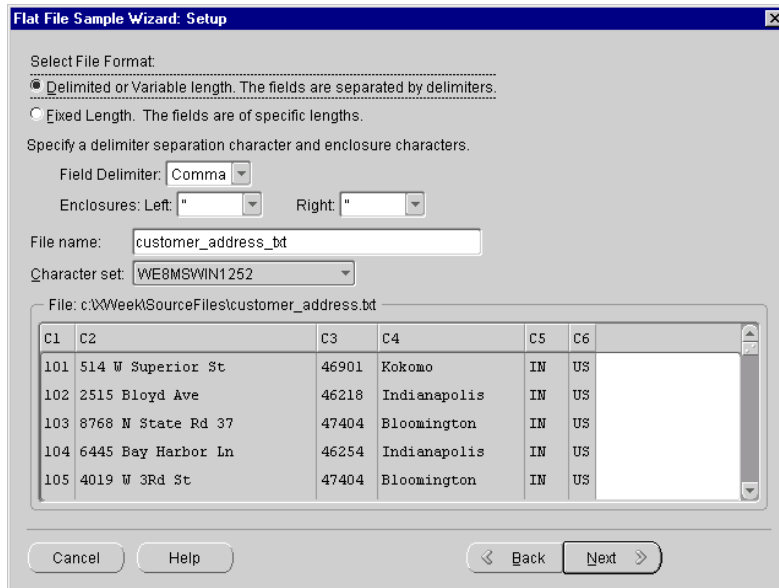 Flat File Sample Wizard: Setup
Select File Format:
Delimited or Variable length. The fields are separated by delimiters.
Fixed Length. The fields are of specific lengths.
Specify a delimiter separation character and enclosure characters.
Field Delimiter: Comma
Enclosures: Left: " Right: "
File name: customer_address_txt
Character set: WE8MSWIN1252
File: c:\XWeek\SourceFiles\customer_address.txt
C1 C2 C3 C4 C5 C6
101 514 W Superior St 46901 Kokomo IN US
102 2515 Bloyd Ave 46218 Indianapolis IN US
103 8768 N State Rd 37 47404 Bloomington IN US
104 6445 Bay Harbor Ln 46254 Indianapolis IN US
105 4019 W 3Rd St 47404 Bloomington IN US
Cancel Help Back Next